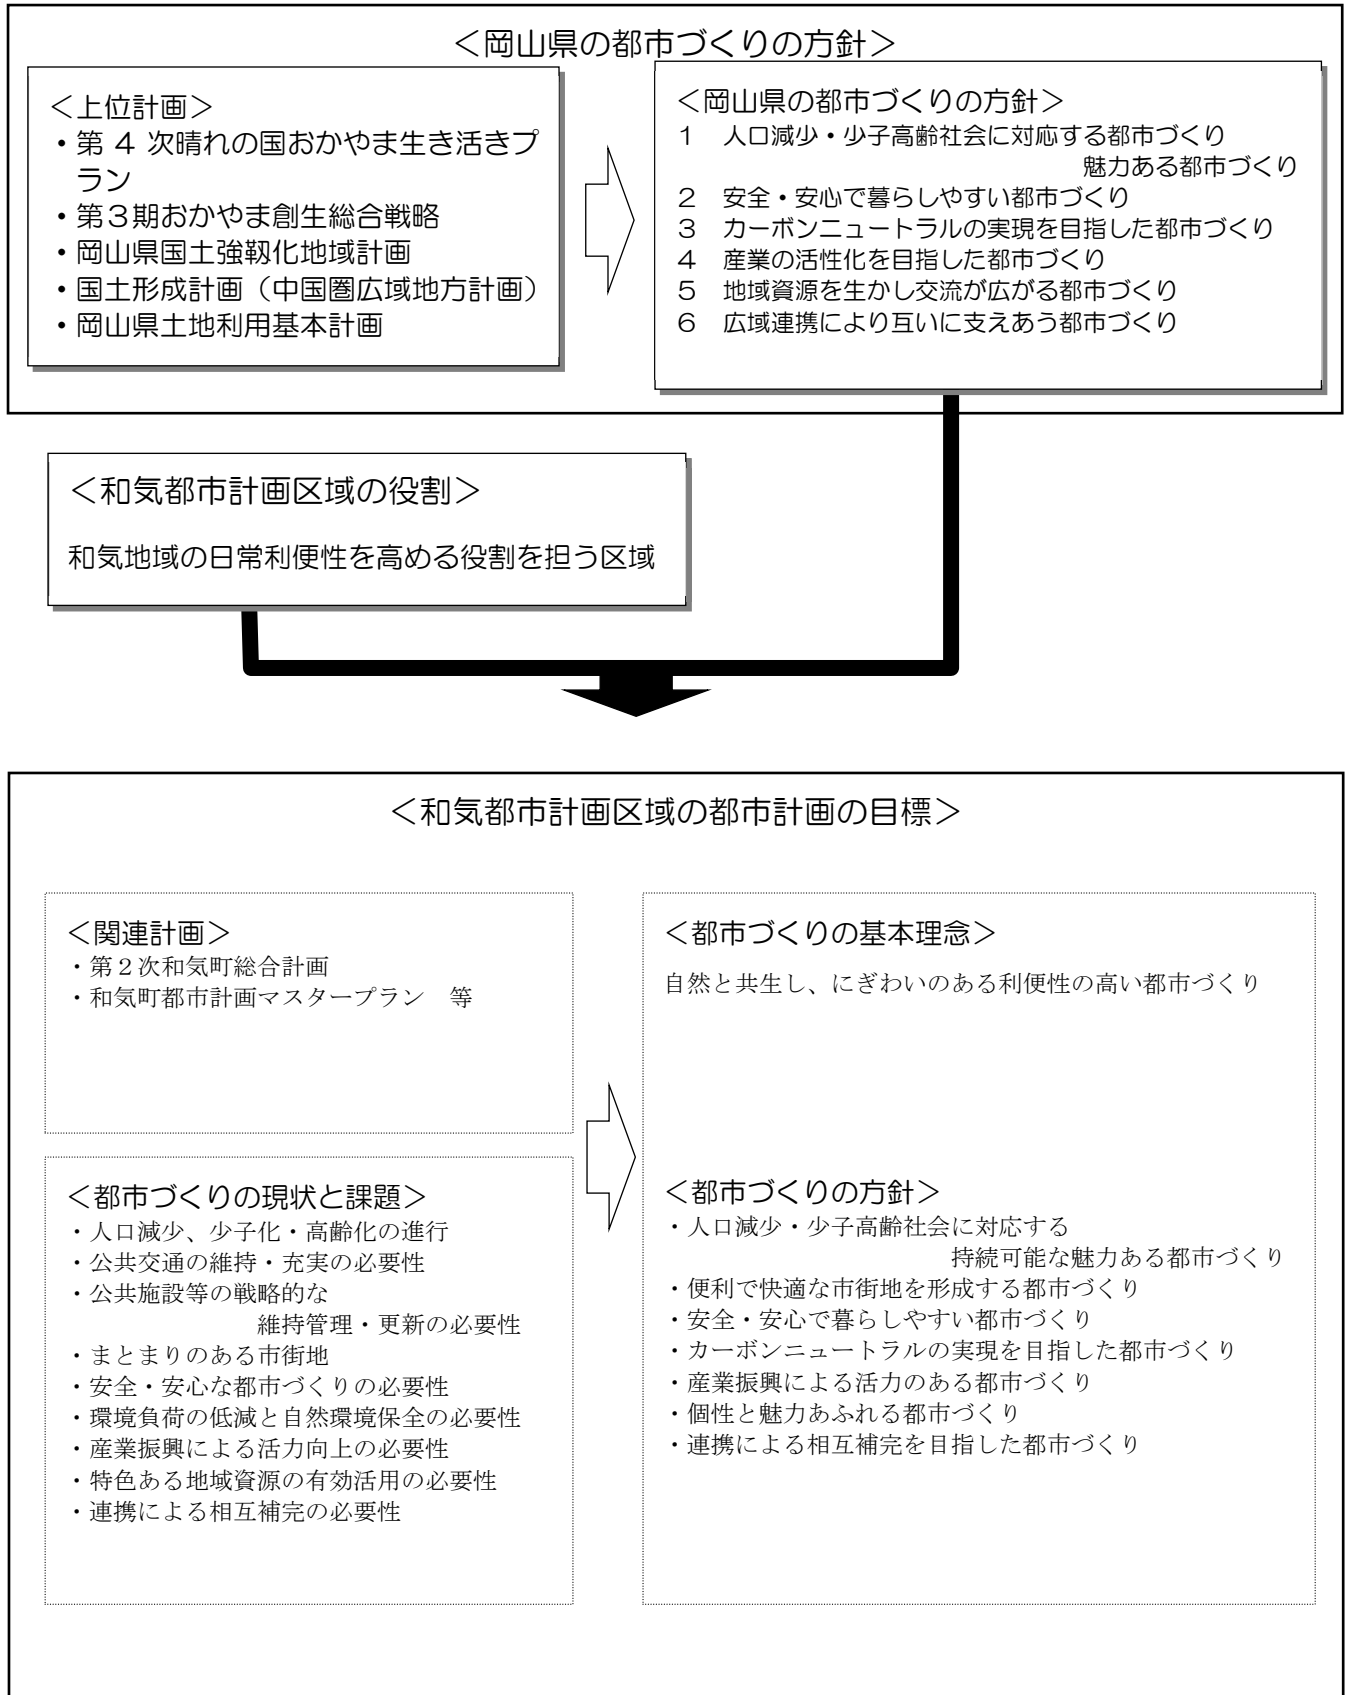 ＜岡山県の都市づくりの方針＞
＜上位計画＞
・第 4 次晴れの国おかやま生き活きプ
ラン
・第３期おかやま創生総合戦略
・岡山県国土強靱化地域計画
・国土形成計画（中国圏広域地方計画）
・岡山県土地利用基本計画
＜岡山県の都市づくりの方針＞
１　人口減少・少子高齢社会に対応する都市づくり
魅力ある都市づくり
２　安全・安心で暮らしやすい都市づくり
３　カーボンニュートラルの実現を目指した都市づくり
４　産業の活性化を目指した都市づくり
５　地域資源を生かし交流が広がる都市づくり
６　広域連携により互いに支えあう都市づくり
＜和気都市計画区域の役割＞
和気地域の日常利便性を高める役割を担う区域
＜和気都市計画区域の都市計画の目標＞
＜関連計画＞
・第２次和気町総合計画
・和気町都市計画マスタープラン　等
＜都市づくりの現状と課題＞
・人口減少、少子化・高齢化の進行
・公共交通の維持・充実の必要性
・公共施設等の戦略的な
維持管理・更新の必要性
・まとまりのある市街地
・安全・安心な都市づくりの必要性
・環境負荷の低減と自然環境保全の必要性
・産業振興による活力向上の必要性
・特色ある地域資源の有効活用の必要性
・連携による相互補完の必要性
＜都市づくりの基本理念＞
自然と共生し、にぎわいのある利便性の高い都市づくり
＜都市づくりの方針＞
・人口減少・少子高齢社会に対応する
持続可能な魅力ある都市づくり
・便利で快適な市街地を形成する都市づくり
・安全・安心で暮らしやすい都市づくり
・カーボンニュートラルの実現を目指した都市づくり
・産業振興による活力のある都市づくり
・個性と魅力あふれる都市づくり
・連携による相互補完を目指した都市づくり